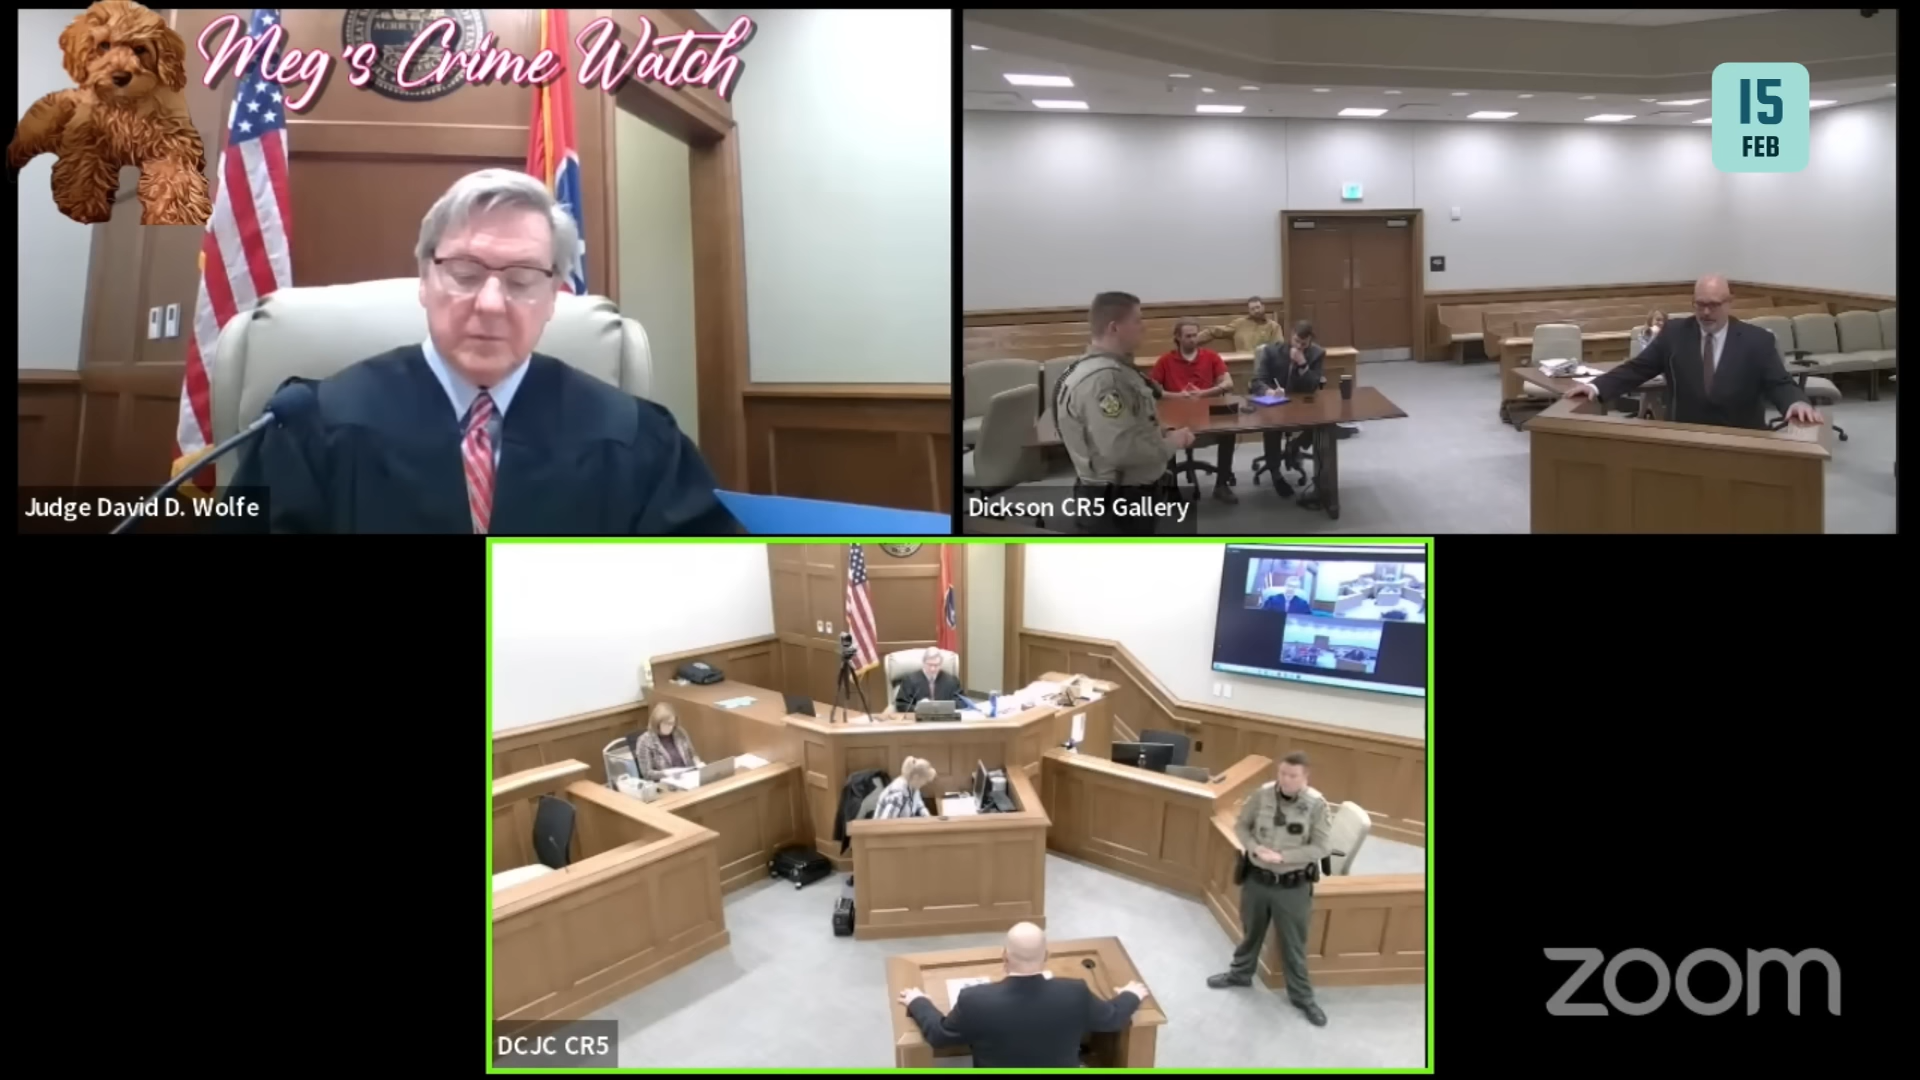 Meg's Crime Watch
15
FEB
Judge David D. Wolfe
Dickson CR5 Gallery
DCJC CR5
zoom